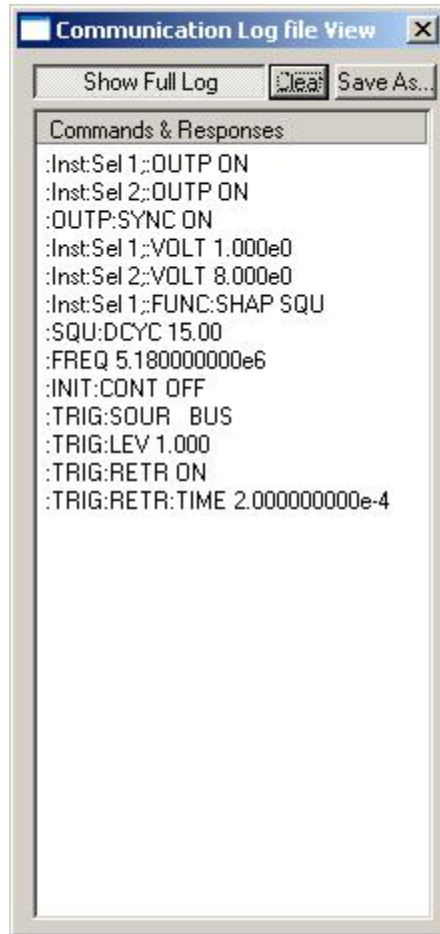 Communication Log file View
Show Full Log Clear Save As...
Commands & Responses
:Inst:Sel 1;:OUTP ON
:Inst:Sel 2;:OUTP ON
:OUTP:SYNC ON
:Inst:Sel 1;:VOLT 1.000e0
:Inst:Sel 2;:VOLT 8.000e0
:Inst:Sel 1;:FUNC:SHAP SQU
:SQU:DCYC 15.00
:FREQ 5.180000000e6
:INIT:CONT OFF
:TRIG:SOUR   BUS
:TRIG:LEV 1.000
:TRIG:RETR ON
:TRIG:RETR:TIME 2.000000000e-4